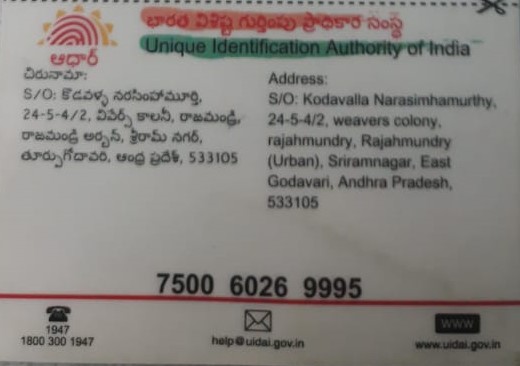 భారత విశిష్ట గుర్తింపు ప్రాధికార సంస్థ
Unique Identification Authority of India
ఆధార్
చిరునామా:
S/O: కొడవళ్ళ నరసింహామూర్తి,
24-5-4/2, వివర్స్ కాలనీ, రాజమండ్రి,
రాజమండ్రి అర్బన్, శ్రీరామ్ నగర్,
తూర్పుగోదావరి, ఆంధ్ర ప్రదేశ్, 533105
Address:
S/O: Kodavalla Narasimhamurthy,
24-5-4/2, weavers colony,
rajahmundry, Rajahmundry
(Urban), Sriramnagar, East
Godavari, Andhra Pradesh,
533105
7500 6026 9995
1947
1800 300 1947
help@uidai.gov.in
WWW
www.uidai.gov.in